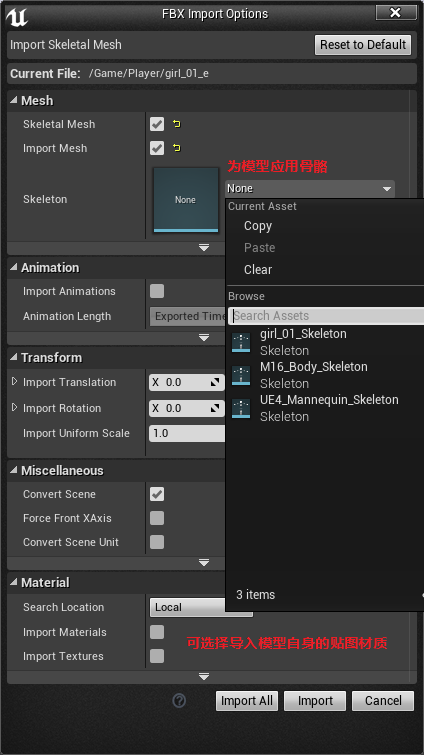 FBX Import Options
Import Skeletal Mesh
Reset to Default
Current File: /Game/Player/girl_01_e
Mesh
Skeletal Mesh
Import Mesh
为模型应用骨骼
Skeleton
None
None
Current Asset
Copy
Paste
Clear
Browse
Search Assets
girl_01_Skeleton
Skeleton
M16_Body_Skeleton
Skeleton
UE4_Mannequin_Skeleton
Skeleton
3 items
Animation
Import Animations
Animation Length
Exported Time
Transform
Import Translation
X 0.0
Import Rotation
X 0.0
Import Uniform Scale
1.0
Miscellaneous
Convert Scene
Force Front XAxis
Convert Scene Unit
Material
Search Location
Local
Import Materials
可选择导入模型自身的贴图材质
Import Textures
?
Import All
Import
Cancel